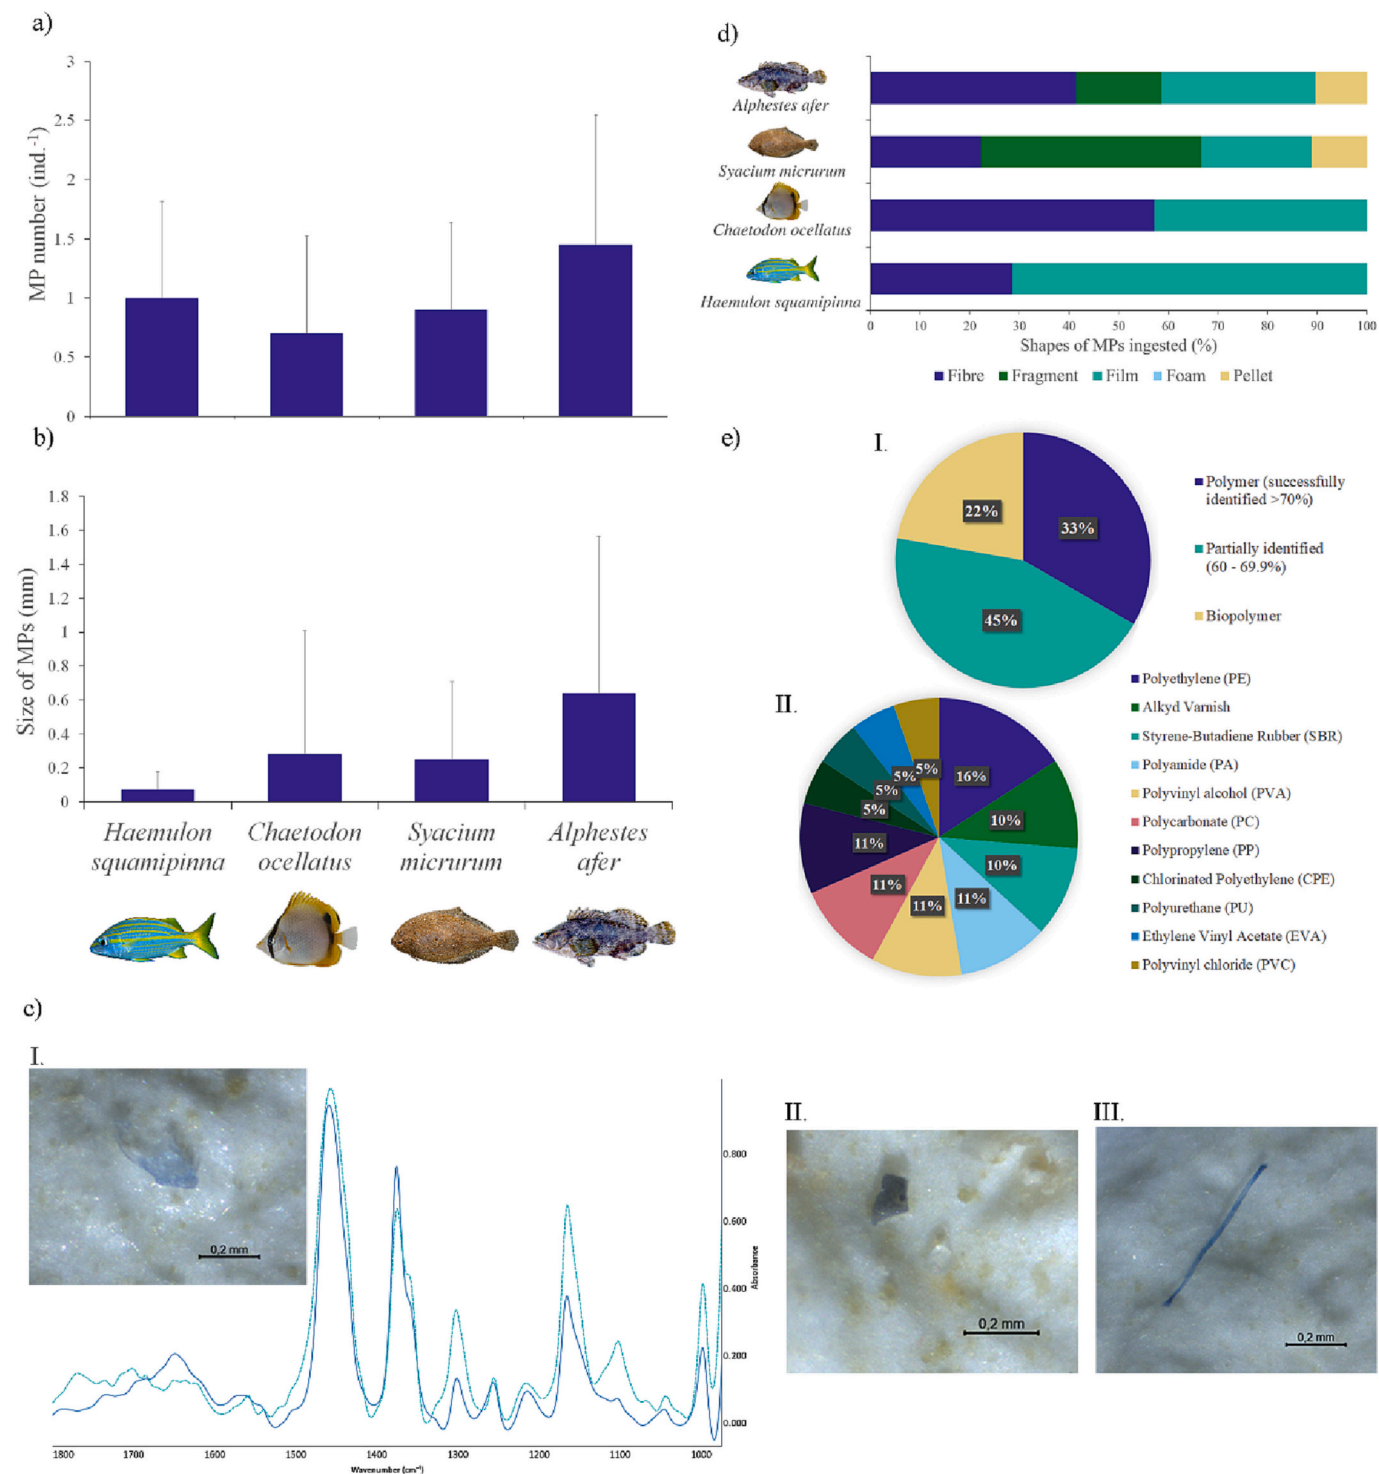 a)
3
2.5
2
1.5
1
0.5
0
MP number (ind.-1)
b)
1.8
1.6
1.4
1.2
1
0.8
0.6
0.4
0.2
0
Size of MPs (mm)
Haemulon
squamipinna
Chaetodon
ocellatus
Syacium
micrurum
Alphestes
afer
d)
Alphestes afer
Syacium micrurum
Chaetodon ocellatus
Haemulon squamipinna
0 10 20 30 40 50 60 70 80 90 100
Shapes of MPs ingested (%)
Fibre Fragment Film Foam Pellet
e)
I.
22%
33%
45%
Polymer (successfully
identified >70%)
Partially identified
(60 - 69.9%)
Biopolymer
II.
16%
10%
10%
11%
11%
11%
11%
5%
5%
5%
5%
Polyethylene (PE)
Alkyd Varnish
Styrene-Butadiene Rubber (SBR)
Polyamide (PA)
Polyvinyl alcohol (PVA)
Polycarbonate (PC)
Polypropylene (PP)
Chlorinated Polyethylene (CPE)
Polyurethane (PU)
Ethylene Vinyl Acetate (EVA)
Polyvinyl chloride (PVC)
c)
I.
0,2 mm
0.800
0.600
0.400
0.200
0.000
Absorbance
1800 1700 1600 1500 1400 1300 1200 1100 1000
Wavenumber (cm-1)
II.
0,2 mm
III.
0,2 mm